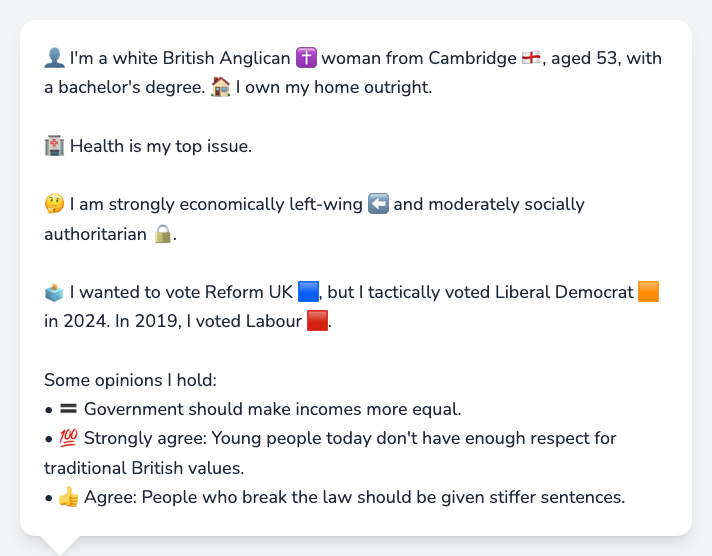 👤 I'm a white British Anglican ✝️ woman from Cambridge 🏴󠁧󠁢󠁥󠁮󠁧󠁿, aged 53, with
a bachelor's degree. 🏠 I own my home outright.
🏥 Health is my top issue.
🤔 I am strongly economically left-wing ⬅️ and moderately socially
authoritarian 🔒.
🗳️ I wanted to vote Reform UK 🟦, but I tactically voted Liberal Democrat 🟧
in 2024. In 2019, I voted Labour 🟥.
Some opinions I hold:
• 🟰 Government should make incomes more equal.
• 💯 Strongly agree: Young people today don't have enough respect for
traditional British values.
• 👍 Agree: People who break the law should be given stiffer sentences.